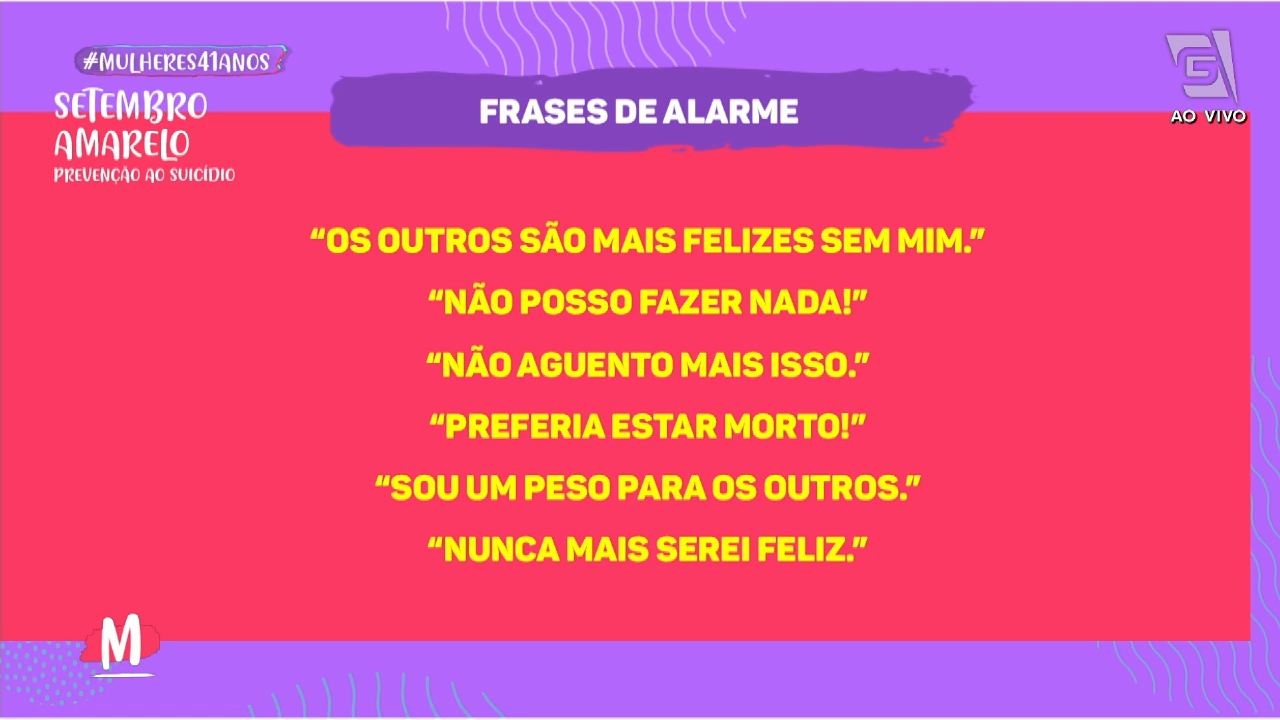 #MULHERES41ANOS
SETEMBRO
AMARELO
PREVENÇÃO AO SUICÍDIO
FRASES DE ALARME
G
AO VIVO
“OS OUTROS SÃO MAIS FELIZES SEM MIM.”
“NÃO POSSO FAZER NADA!”
“NÃO AGUENTO MAIS ISSO.”
“PREFERIA ESTAR MORTO!”
“SOU UM PESO PARA OS OUTROS.”
“NUNCA MAIS SEREI FELIZ.”
M